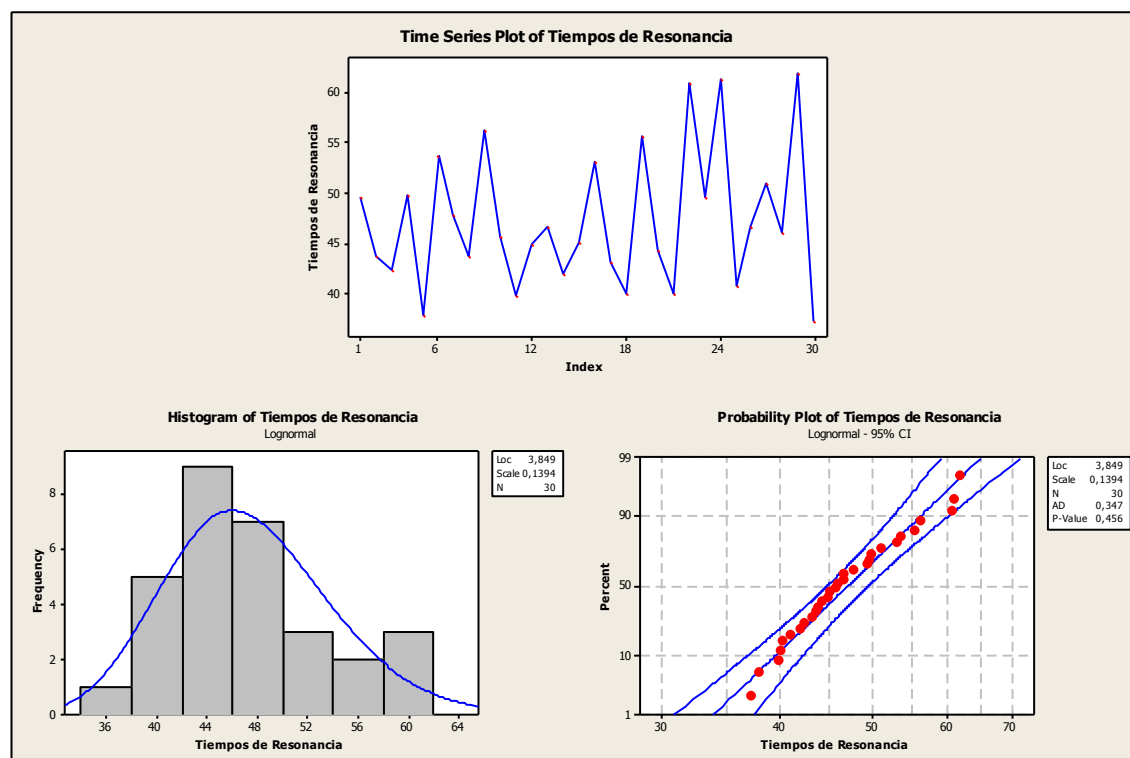 Time Series Plot of Tiempos de Resonancia
Tiempos de Resonancia
60
55
50
45
40
1
6
12
18
24
30
Index
Histogram of Tiempos de Resonancia
Lognormal
Loc 3,849
Scale 0,1394
N 30
Frequency
8
6
4
2
0
36
40
44
48
52
56
60
64
Tiempos de Resonancia
Probability Plot of Tiempos de Resonancia
Lognormal - 95% CI
Loc 3,849
Scale 0,1394
N 30
AD 0,347
P-Value 0,456
Percent
99
90
50
10
1
30
40
50
60
70
Tiempos de Resonancia